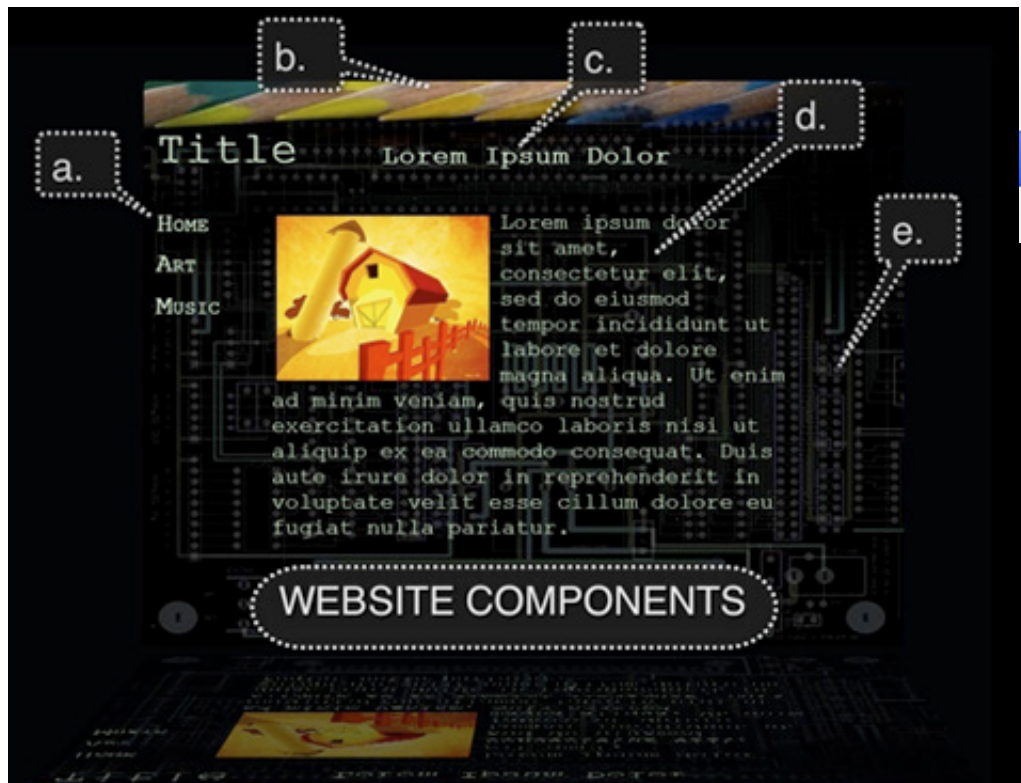 b.
c.
d.
Title
Lorem Ipsum Dolor
a.
HOME
ART
MUSIC
e.
Lorem ipsum dolor
sit amet,
consectetur elit,
sed do eiusmod
tempor incididunt ut
labore et dolore
magna aliqua. Ut enim
ad minim veniam, quis nostrud
exercitation ullamco laboris nisi ut
aliquip ex ea commodo consequat. Duis
aute irure dolor in reprehenderit in
voluptate velit esse cillum dolore eu
fugiat nulla pariatur.
WEBSITE COMPONENTS